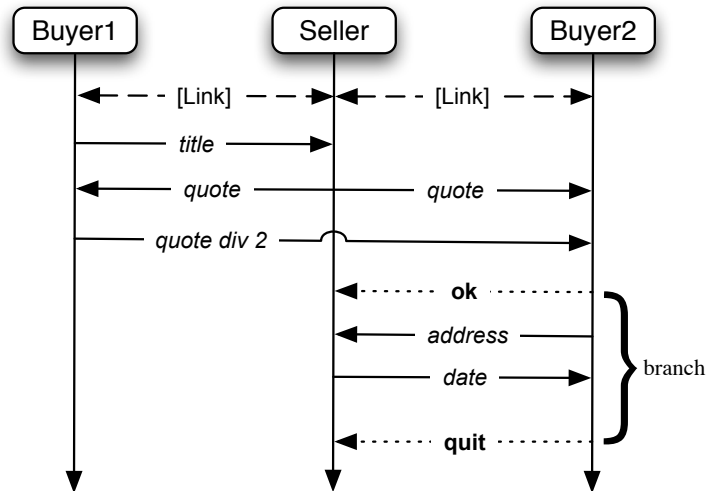 Buyer1 Seller Buyer2
[Link] [Link]
title
quote quote
quote div 2
ok
address
branch
date
quit